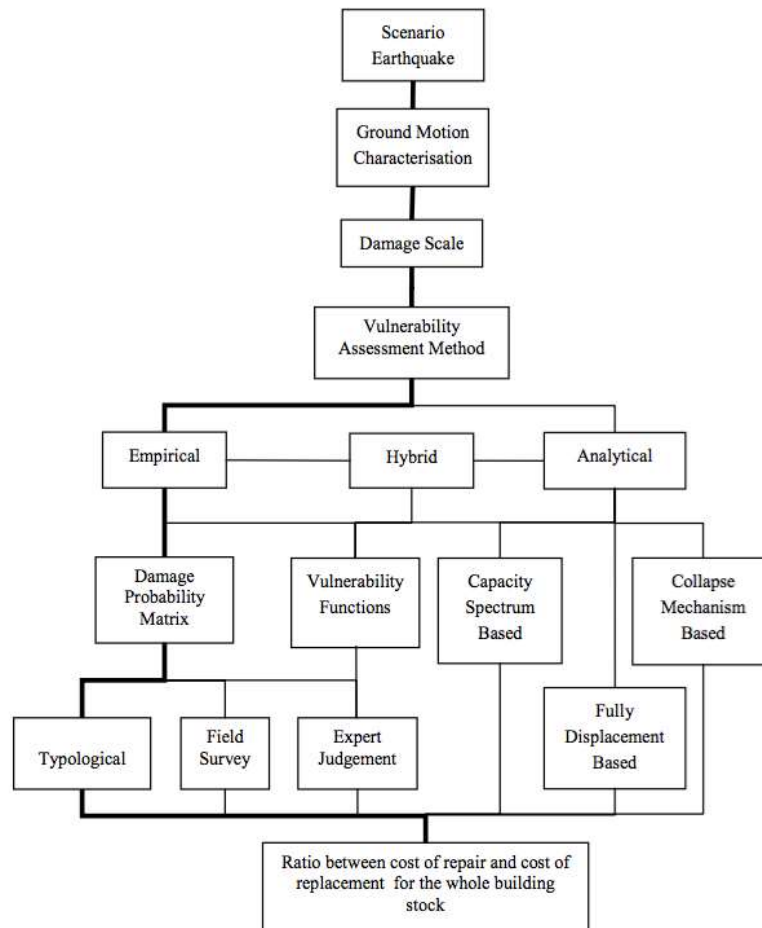 Scenario
Earthquake
Ground Motion
Characterisation
Damage Scale
Vulnerability
Assessment Method
Empirical
Hybrid
Analytical
Damage
Probability
Matrix
Vulnerability
Functions
Capacity
Spectrum
Based
Collapse
Mechanism
Based
Typological
Field
Survey
Expert
Judgement
Fully
Displacement
Based
Ratio between cost of repair and cost of
replacement for the whole building
stock